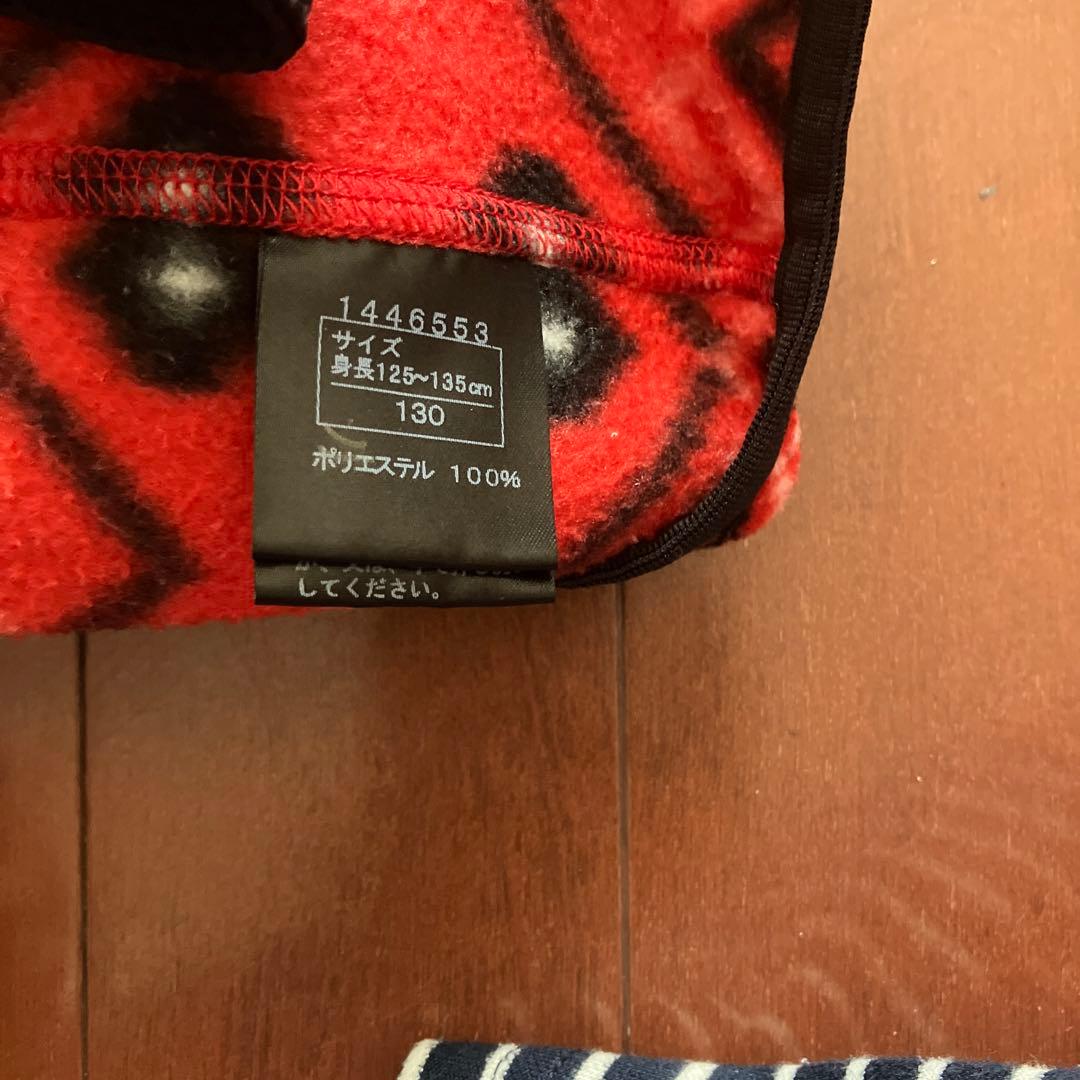 1446553
サイズ
身長125~135cm
130
ポリエステル 100%
してください。